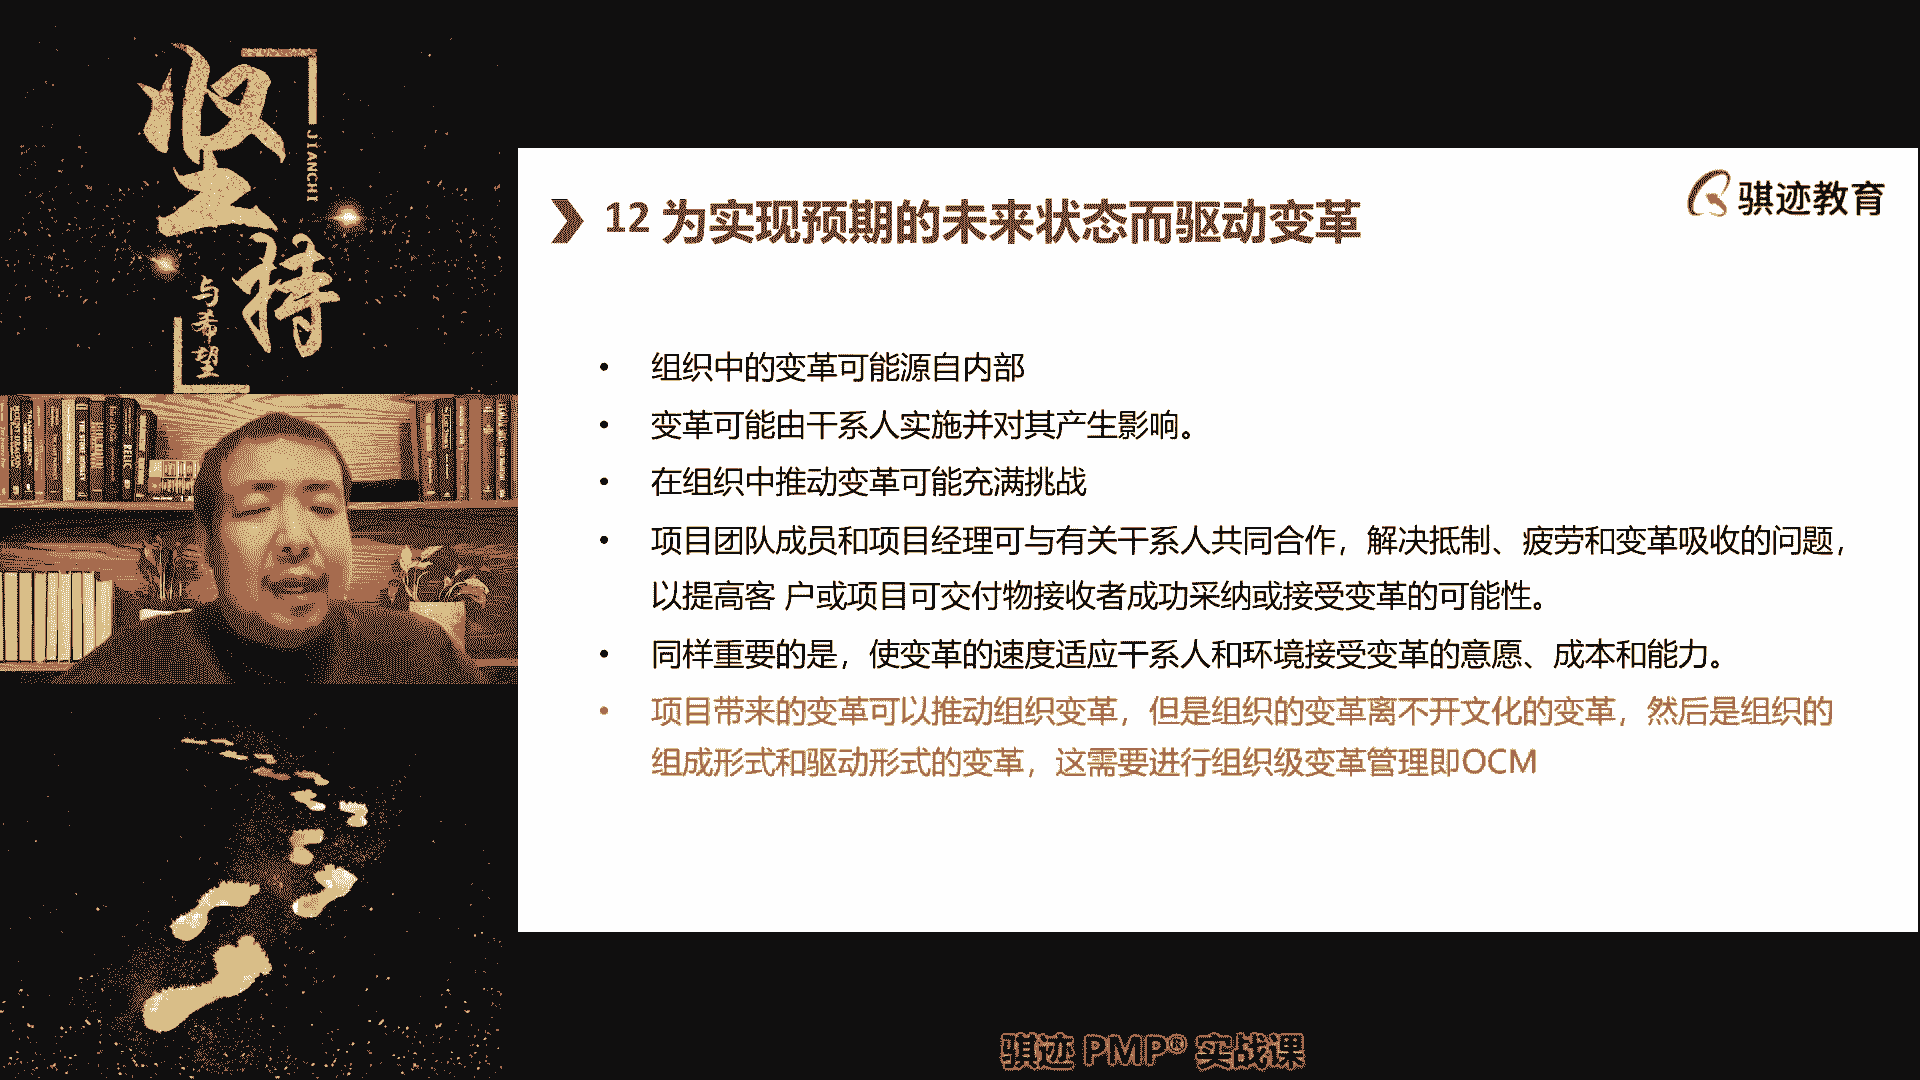 坚持
JIANCHI
与希望
骐迹教育
12 为实现预期的未来状态而驱动变革
• 组织中的变革可能源自内部
• 变革可能由干系人实施并对其产生影响。
• 在组织中推动变革可能充满挑战
• 项目团队成员和项目经理可与有关干系人共同合作，解决抵制、疲劳和变革吸收的问题，
以提高客 户或项目可交付物接收者成功采纳或接受变革的可能性。
• 同样重要的是，使变革的速度适应干系人和环境接受变革的意愿、成本和能力。
• 项目带来的变革可以推动组织变革，但是组织的变革离不开文化的变革，然后是组织的
组成形式和驱动形式的变革，这需要进行组织级变革管理即OCM
骐迹 PMP® 实战课